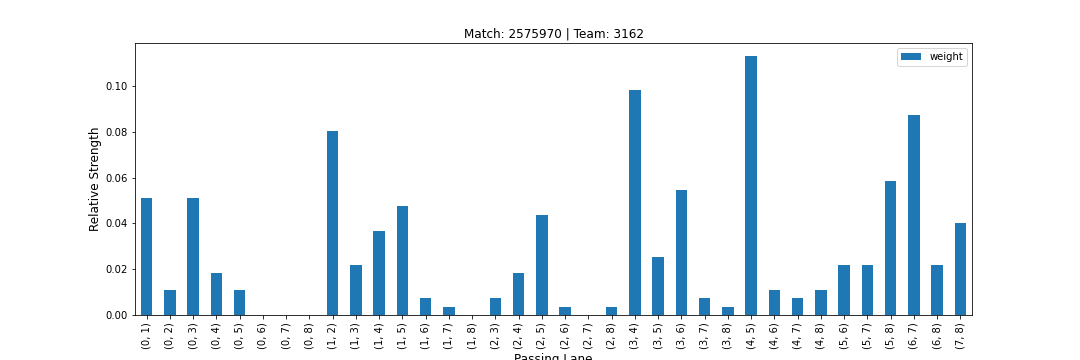 Match: 2575970 | Team: 3162
weight
Relative Strength
0.10
0.08
0.06
0.04
0.02
0.00
(0, 1) (0, 2) (0, 3) (0, 4) (0, 5) (0, 6) (0, 7) (0, 8) (1, 2) (1, 3) (1, 4) (1, 5) (1, 6) (1, 7) (1, 8) (2, 3) (2, 4) (2, 5) (2, 6) (2, 7) (2, 8) (3, 4) (3, 5) (3, 6) (3, 7) (3, 8) (4, 5) (4, 6) (4, 7) (4, 8) (5, 6) (5, 7) (5, 8) (6, 7) (6, 8) (7, 8)
Passing Lane